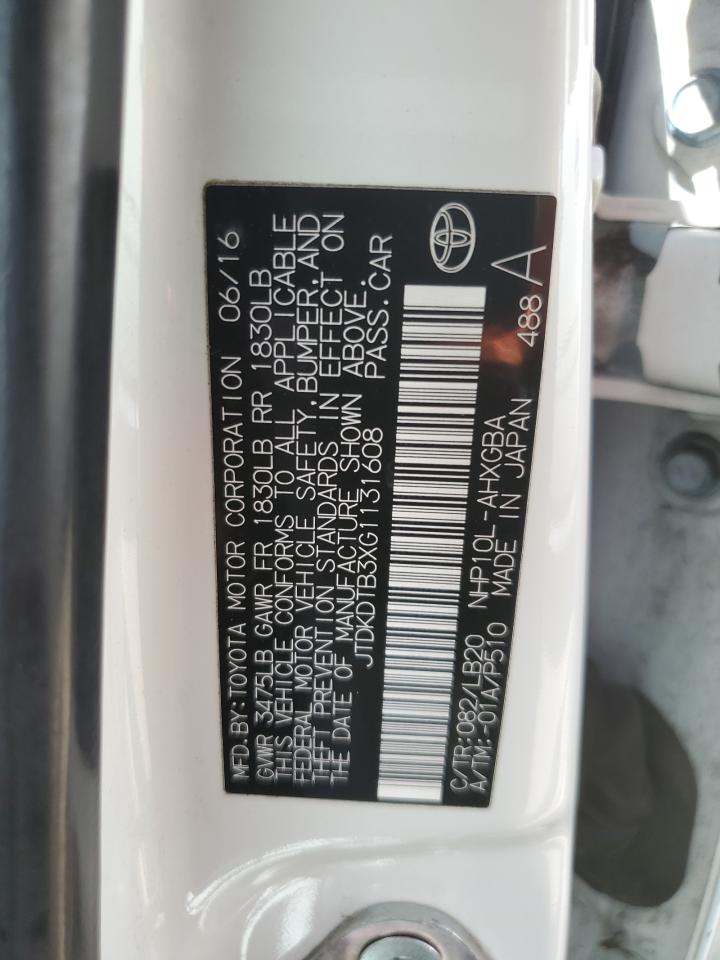 MFD.BY:TOYOTA MOTOR CORPORATION 06/16
GVWR 3475LB GAWR FR 1830LB RR 1830LB
THIS VEHICLE CONFORMS TO ALL APPLICABLE
FEDERAL MOTOR VEHICLE SAFETY,BUMPER,AND
THEFT PREVENTION STANDARDS IN EFFECT ON
THE DATE OF MANUFACTURE SHOWN ABOVE.
JTDKDTB3XG1131608 PASS.CAR
C/TR:082/LB20 NHP10L-AHXGBA
A/TM:-01A/P510 MADE IN JAPAN
488 A